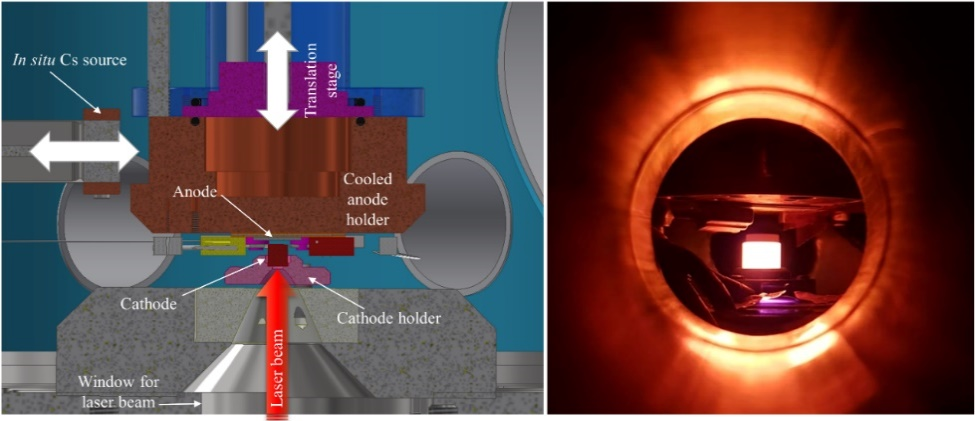 In situ Cs source
Translation
stage
Anode
Cooled
anode
holder
Cathode
Cathode holder
Laser beam
Window for
laser beam